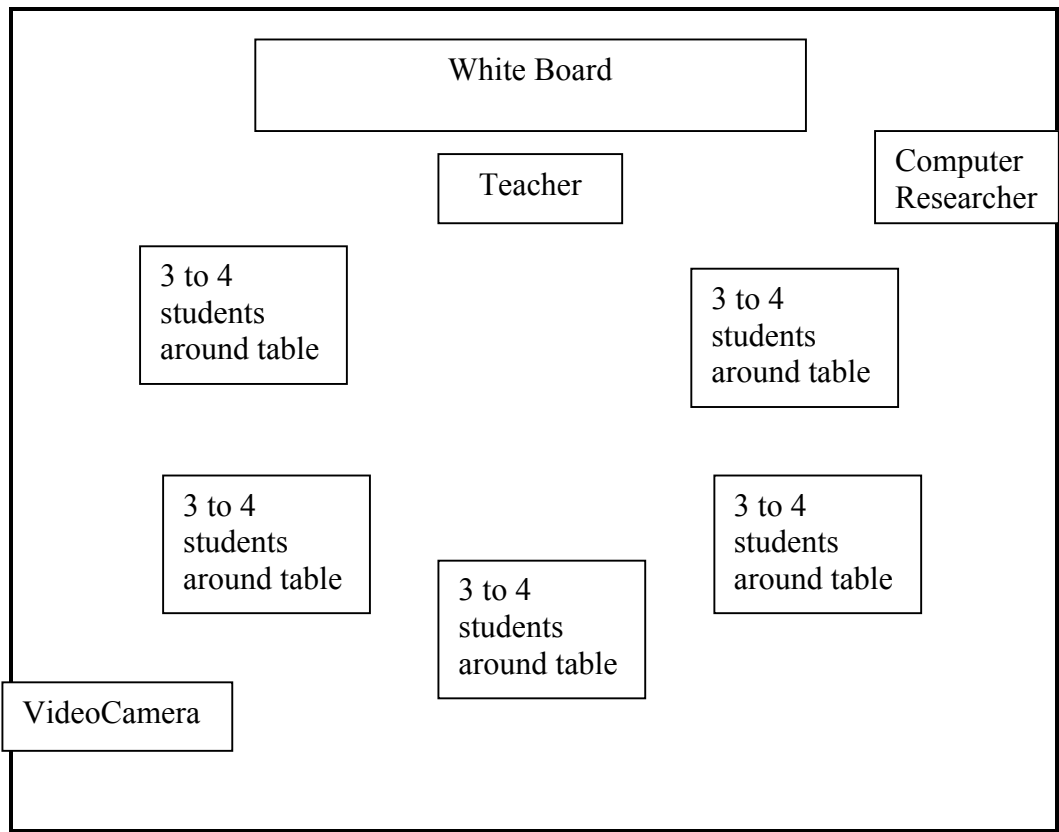 White Board
Teacher
Computer
Researcher
3 to 4
students
around table
3 to 4
students
around table
3 to 4
students
around table
3 to 4
students
around table
3 to 4
students
around table
VideoCamera